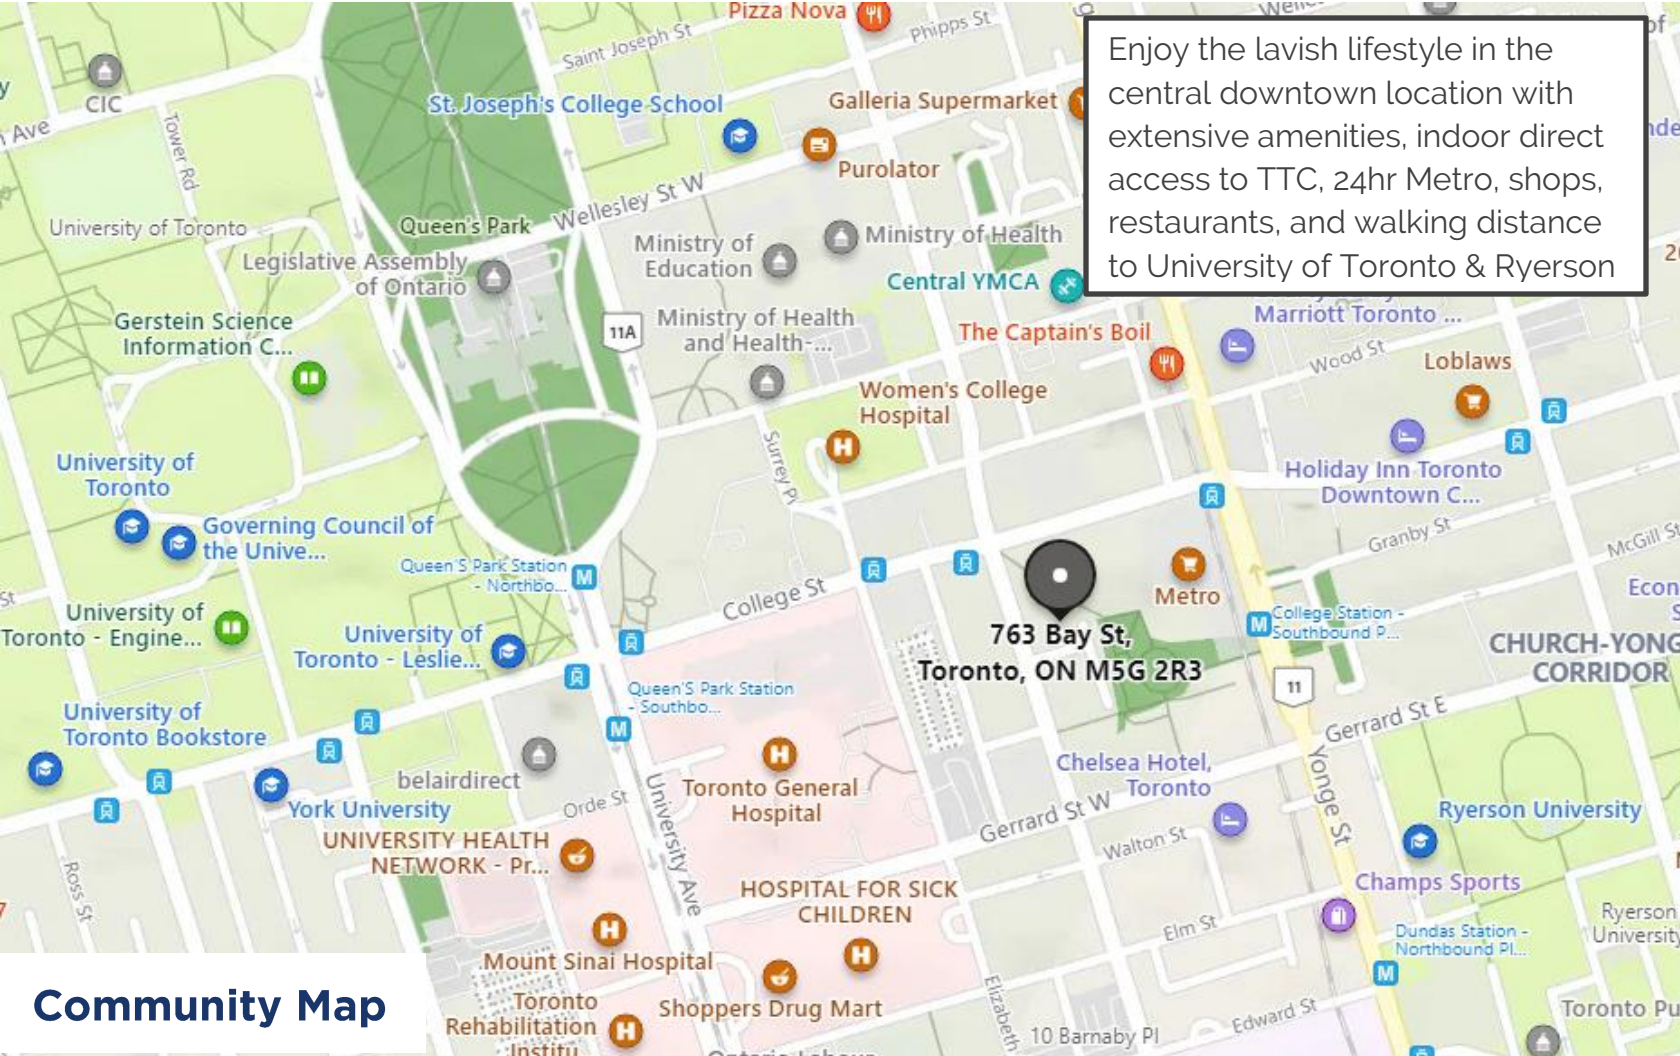 Pizza Nova
Phipps St
Saint Joseph St
Enjoy the lavish lifestyle in the
central downtown location with
extensive amenities, indoor direct
access to TTC, 24hr Metro, shops,
restaurants, and walking distance
to University of Toronto & Ryerson
CIC
Ave
Tower Rd
St. Joseph's College School
Galleria Supermarket
Purolator
Wellesley St W
University of Toronto
Queen's Park
Legislative Assembly
of Ontario
Ministry of
Education
Ministry of Health
Central YMCA
Gerstein Science
Information C...
11A
Ministry of Health
and Health-...
The Captain's Boil
Marriott Toronto ...
Wood St
Loblaws
Women's College
Hospital
Surrey Pl
University of
Toronto
Governing Council of
the Unive...
Holiday Inn Toronto
Downtown C...
Granby St
McGill St
Queen'S Park Station
- Northbo...
M
College St
Metro
University of
Toronto - Engine...
University of
Toronto - Leslie...
763 Bay St,
Toronto, ON M5G 2R3
M
College Station -
Southbound P...
CHURCH-YONG
CORRIDOR
11
Queen'S Park Station
- Southbo...
M
University of
Toronto Bookstore
Gerrard St E
belairdirect
York University
Orde St
University Ave
H
Toronto General
Hospital
Chelsea Hotel,
Toronto
Gerrard St W
Walton St
Yonge St
Ryerson University
UNIVERSITY HEALTH
NETWORK - Pr...
Ross St
HOSPITAL FOR SICK
CHILDREN
H
Champs Sports
Elm St
Ryerson
University
Dundas Station -
Northbound Pl...
M
H
Mount Sinai Hospital
Shoppers Drug Mart
Toronto
Rehabilitation
Institu
H
Elizabeth
10 Barnaby Pl
Edward St
Toronto Pu
Community Map